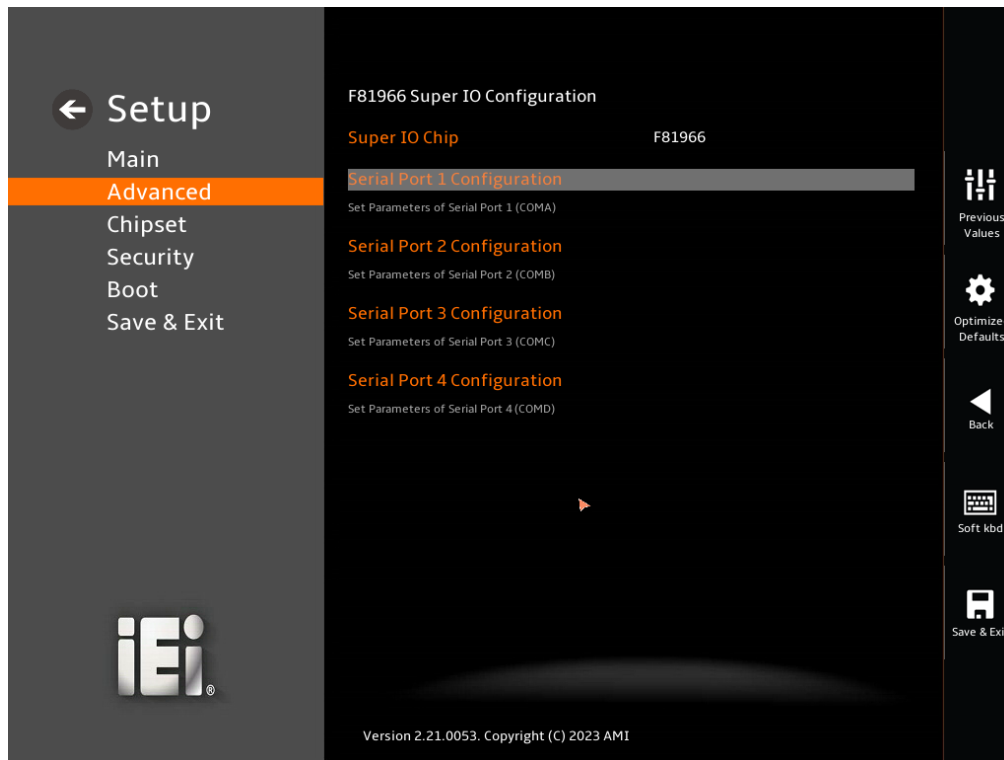 Setup
Main
Advanced
Chipset
Security
Boot
Save & Exit
F81966 Super IO Configuration
Super IO Chip F81966
Serial Port 1 Configuration
Set Parameters of Serial Port 1 (COMA)
Serial Port 2 Configuration
Set Parameters of Serial Port 2 (COMB)
Serial Port 3 Configuration
Set Parameters of Serial Port 3 (COMC)
Serial Port 4 Configuration
Set Parameters of Serial Port 4 (COMD)
Previous
Values
Optimize
Defaults
Back
Soft kbd
Save & Exi
iEi®
Version 2.21.0053. Copyright (C) 2023 AMI